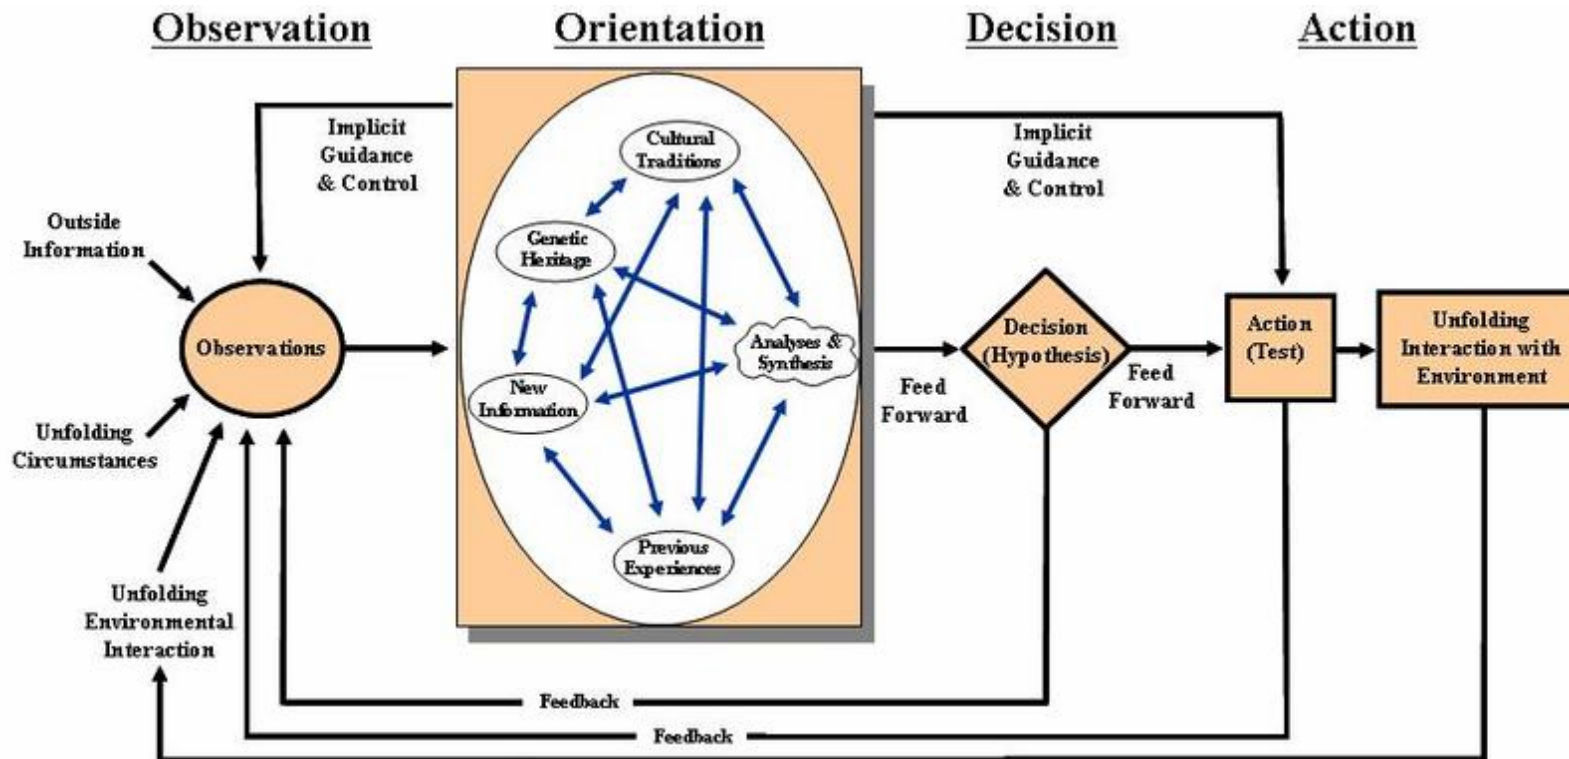 Observation
Orientation
Decision
Action
Implicit
Guidance
& Control
Implicit
Guidance
& Control
Cultural
Traditions
Outside
Information
Genetic
Heritage
Observations
Analyses &
Synthesis
Decision
(Hypothesis)
Action
(Test)
Unfolding
Interaction with
Environment
New
Information
Feed
Forward
Feed
Forward
Unfolding
Circumstances
Previous
Experiences
Unfolding
Environmental
Interaction
Feedback
Feedback